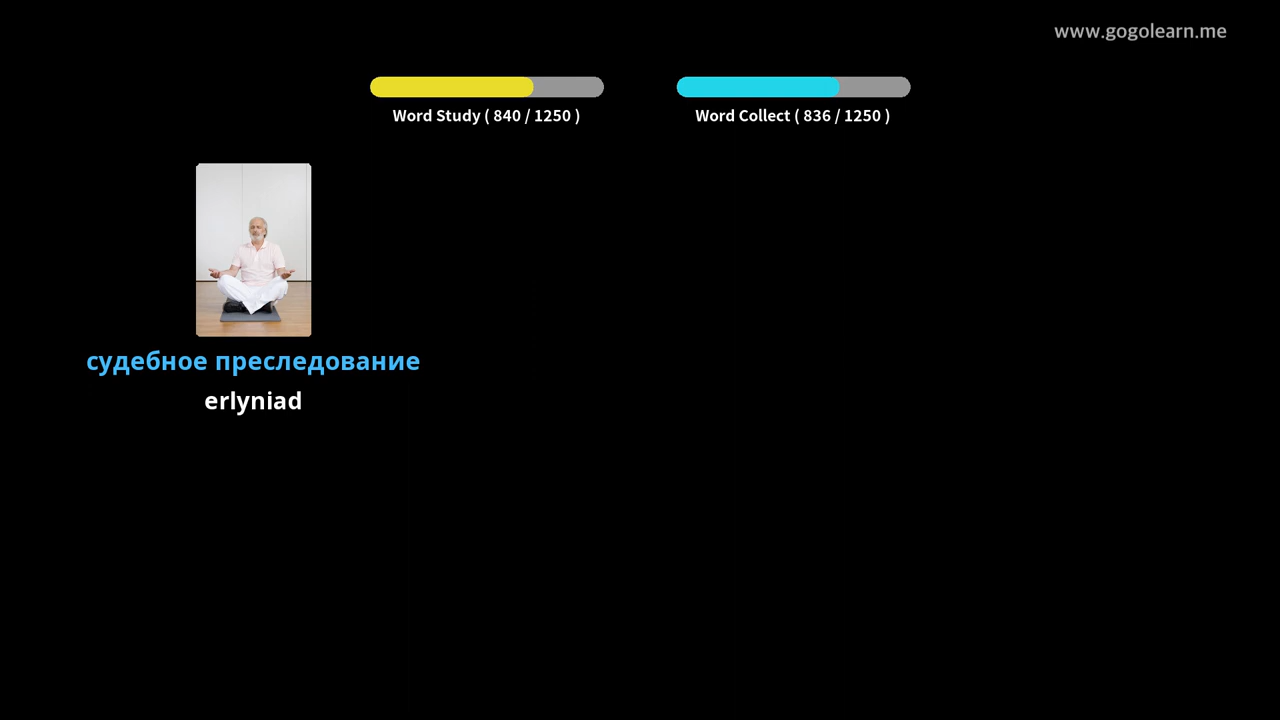 www.gogolearn.me
Word Study ( 840 / 1250 )
Word Collect ( 836 / 1250 )
судебное преследование
erlyniad